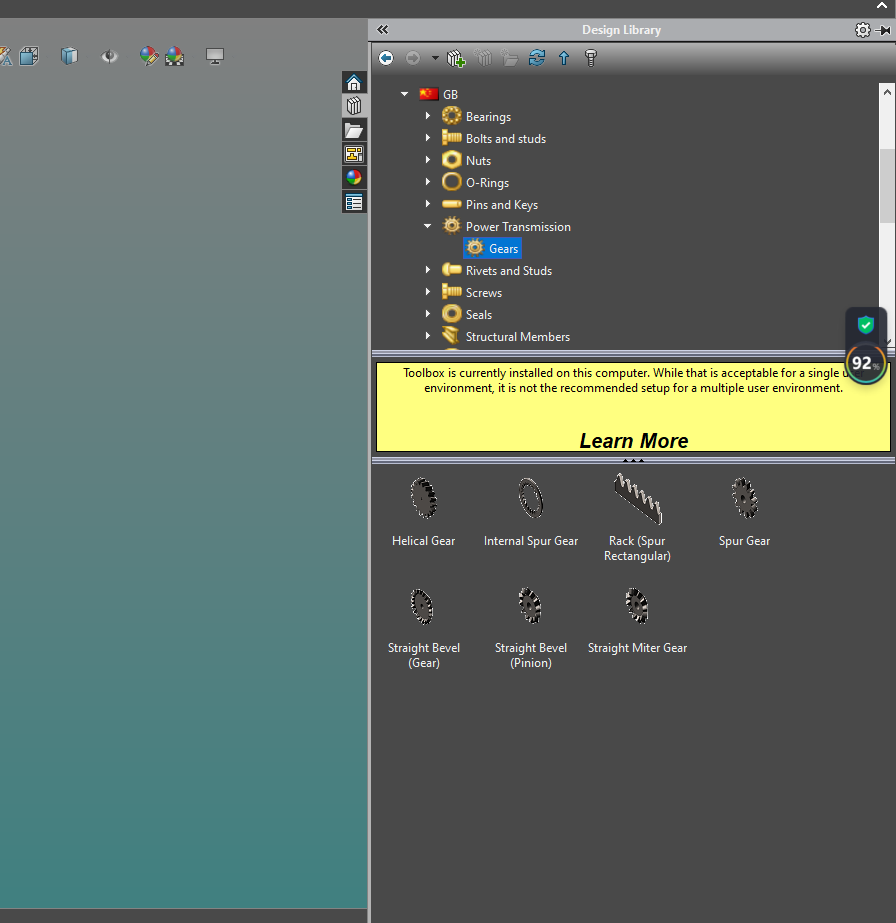 Design Library
GB
Bearings
Bolts and studs
Nuts
O-Rings
Pins and Keys
Power Transmission
Gears
Rivets and Studs
Screws
Seals
Structural Members
92%
Toolbox is currently installed on this computer. While that is acceptable for a single
environment, it is not the recommended setup for a multiple user environment.
Learn More
Helical Gear
Internal Spur Gear
Rack (Spur
Rectangular)
Spur Gear
Straight Bevel
(Gear)
Straight Bevel
(Pinion)
Straight Miter Gear